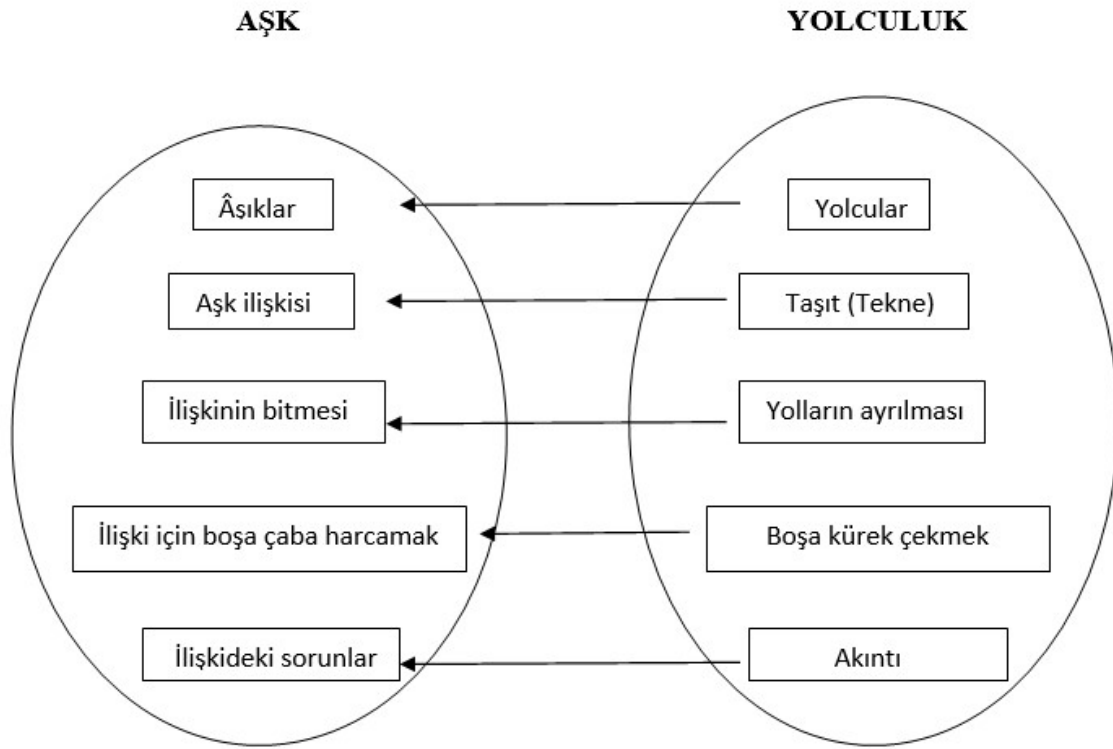 AŞK
YOLCULUK
Âşıklar
Yolcular
Aşk ilişkisi
Taşıt (Tekne)
İlişkinin bitmesi
Yolların ayrılması
İlişki için boşa çaba harcamak
Boşa kürek çekmek
İlişkideki sorunlar
Akıntı